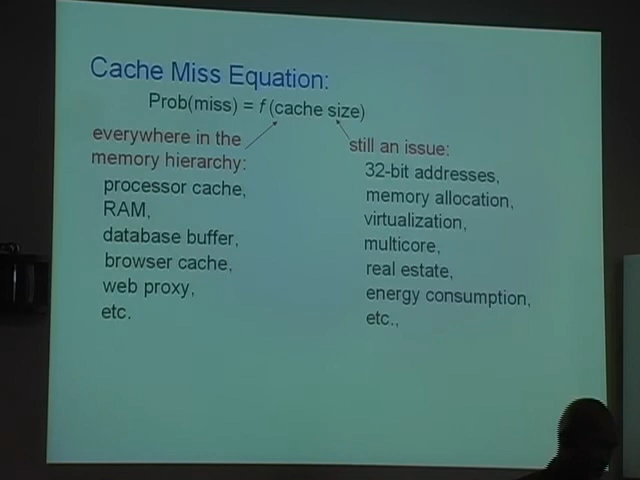 Cache Miss Equation:
Prob(miss) = f (cache size)
everywhere in the
memory hierarchy:
processor cache,
RAM,
database buffer,
browser cache,
web proxy,
etc.
still an issue:
32-bit addresses,
memory allocation,
virtualization,
multicore,
real estate,
energy consumption,
etc.,